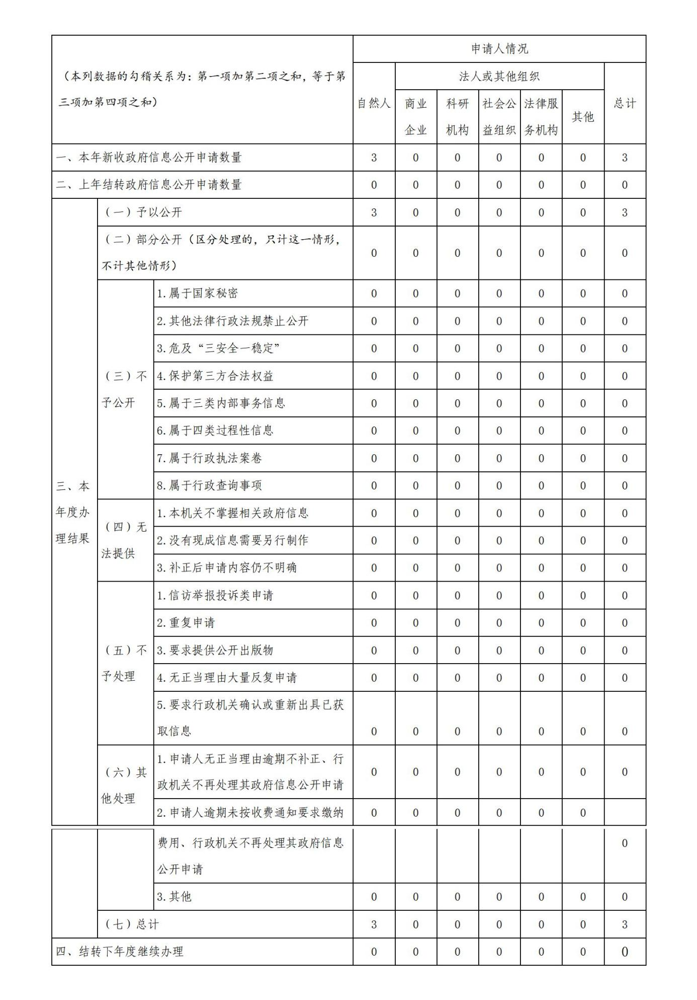 申请人情况
（本列数据的勾稽关系为：第一项加第二项之和，等于第
三项加第四项之和）
法人或其他组织
自然人
商业
企业
科研
机构
社会公
益组织
法律服
务机构
其他
总计
一、本年新收政府信息公开申请数量 3 0 0 0 0 0 3
二、上年结转政府信息公开申请数量 0 0 0 0 0 0 0
三、本
年度办
理结果
（一）予以公开 3 0 0 0 0 0 3
（二）部分公开（区分处理的，只计这一情形，
不计其他情形） 0 0 0 0 0 0 0
（三）不
予公开
1.属于国家秘密 0 0 0 0 0 0 0
2.其他法律行政法规禁止公开 0 0 0 0 0 0 0
3.危及“三安全一稳定” 0 0 0 0 0 0 0
4.保护第三方合法权益 0 0 0 0 0 0 0
5.属于三类内部事务信息 0 0 0 0 0 0 0
6.属于四类过程性信息 0 0 0 0 0 0 0
7.属于行政执法案卷 0 0 0 0 0 0 0
8.属于行政查询事项 0 0 0 0 0 0 0
（四）无
法提供
1.本机关不掌握相关政府信息 0 0 0 0 0 0 0
2.没有现成信息需要另行制作 0 0 0 0 0 0 0
3.补正后申请内容仍不明确 0 0 0 0 0 0 0
（五）不
予处理
1.信访举报投诉类申请 0 0 0 0 0 0 0
2.重复申请 0 0 0 0 0 0 0
3.要求提供公开出版物 0 0 0 0 0 0 0
4.无正当理由大量反复申请 0 0 0 0 0 0 0
5.要求行政机关确认或重新出具已获
取信息 0 0 0 0 0 0 0
（六）其
他处理
1.申请人无正当理由逾期不补正、行
政机关不再处理其政府信息公开申请 0 0 0 0 0 0 0
2.申请人逾期未按收费通知要求缴纳 0 0 0 0 0 0
费用、行政机关不再处理其政府信息 0
公开申请
3.其他 0 0 0 0 0 0 0
（七）总计 3 0 0 0 0 0 3
四、结转下年度继续办理 0 0 0 0 0 0 0